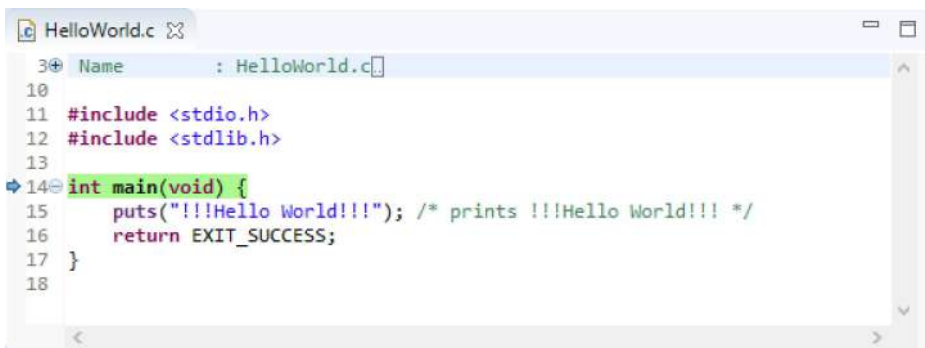 HelloWorld.c
3 Name : HelloWorld.c
10
11 #include <stdio.h>
12 #include <stdlib.h>
13
14 int main(void) {
15 puts("!!!Hello World!!!"); /* prints !!!Hello World!!! */
16 return EXIT_SUCCESS;
17 }
18